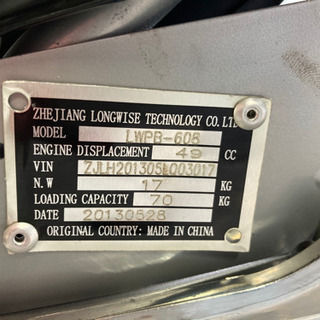 ZHEJIANG LONGWISE TECHNOLOGY CO. LTD
MODEL LWPR-608
ENGINE DISPLACEMENT 49 CC
VIN ZJLH201305L003017
N.W 17 KG
LOADING CAPACITY 70 KG
DATE 20130528
ORIGINAL COUNTRY: MADE IN CHINA